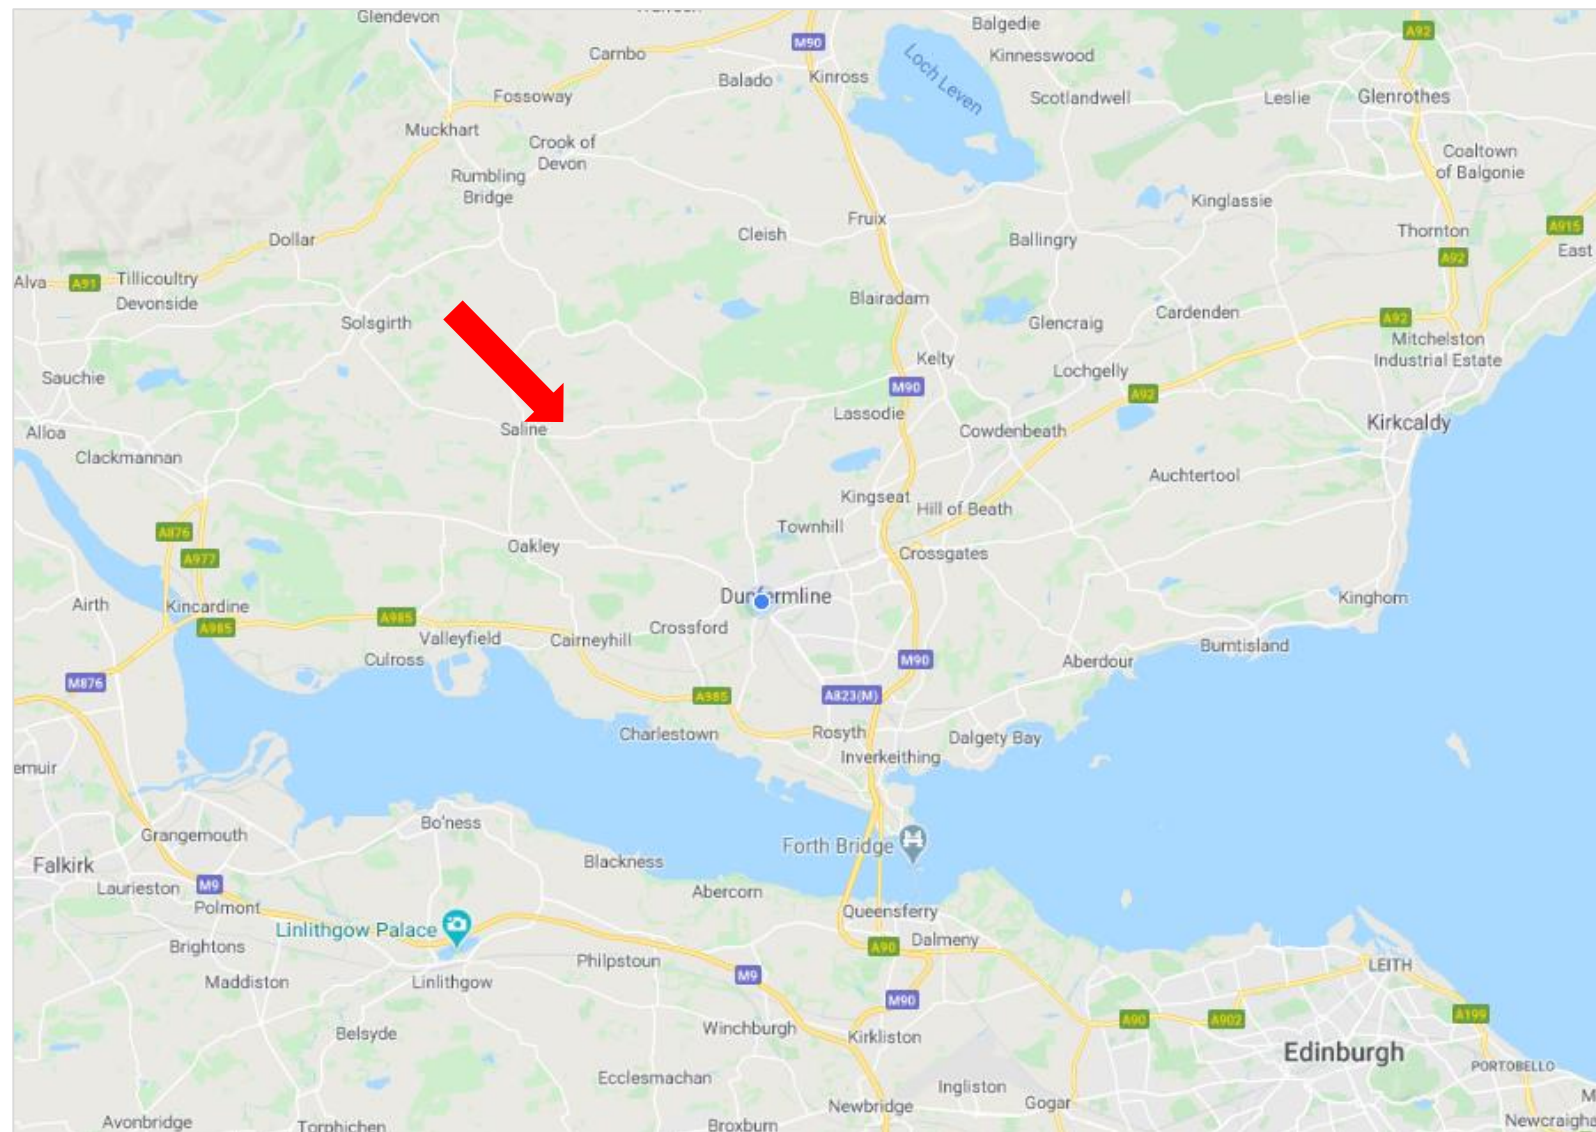 Glendevon
Balgedie
A92
M90
Carnbo
Kinnesswood
Balado
Kinross
Loch Leven
Fossoway
Scotlandwell
Leslie
Glenrothes
Muckhart
Crook of
Devon
Coaltown
of Balgonie
Rumbling
Bridge
Kinglassie
Fruix
Dollar
Cleish
Ballingry
Thornton
A915
East
A92
Alva
A91
Tillicoultry
Devonside
Blairadam
Solsgirth
Glencraig
Cardenden
A92
Mitchelston
Industrial Estate
Kelty
Sauchie
Lochgelly
M90
A92
Lassodie
Alloa
Saline
Cowdenbeath
Kirkcaldy
Clackmannan
Auchtertool
Kingseat
Hill of Beath
A876
Townhill
Oakley
A977
Crossgates
Airth
Kincardine
Dunfermline
Kinghorn
A985
A985
Valleyfield
Cairneyhill
Crossford
Burntisland
Culross
M90
Aberdour
M876
A985
A823(M)
Charlestown
Rosyth
Dalgety Bay
emuir
Inverkeithing
Bo'ness
Grangemouth
Forth Bridge
Falkirk
Blackness
Laurieston
M9
Abercorn
Polmont
Queensferry
Linlithgow Palace
Brightons
A90
Dalmeny
Philpstoun
LEITH
Maddiston
Linlithgow
M9
M90
Belsyde
Winchburgh
Kirkliston
A90
A902
A199
Edinburgh
PORTOBELLO
Ecclesmachan
Ingliston
M
Newbridge
Gogar
Avonbridge
Torphichen
Broxburn
Newcraigh